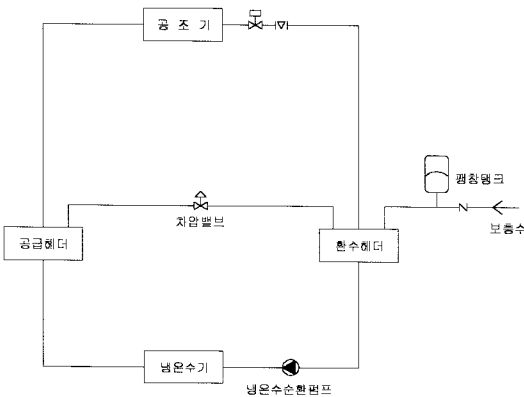 공 조 기
팽창탱크
차압밸브
보충수
공급헤더
환수헤더
냉온수기
냉온수순환펌프